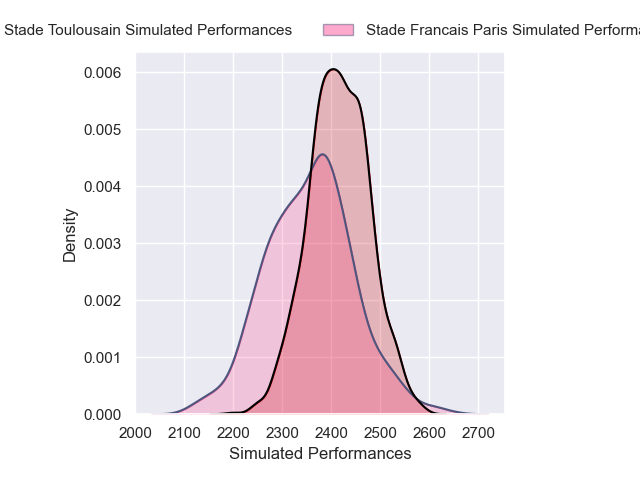 Stade Toulousain Simulated Performances Stade Francais Paris Simulated
0.006
0.005
0.004
0.003
0.002
0.001
0.000
Density
2000 2100 2200 2300 2400 2500 2600 2700
Simulated Performances